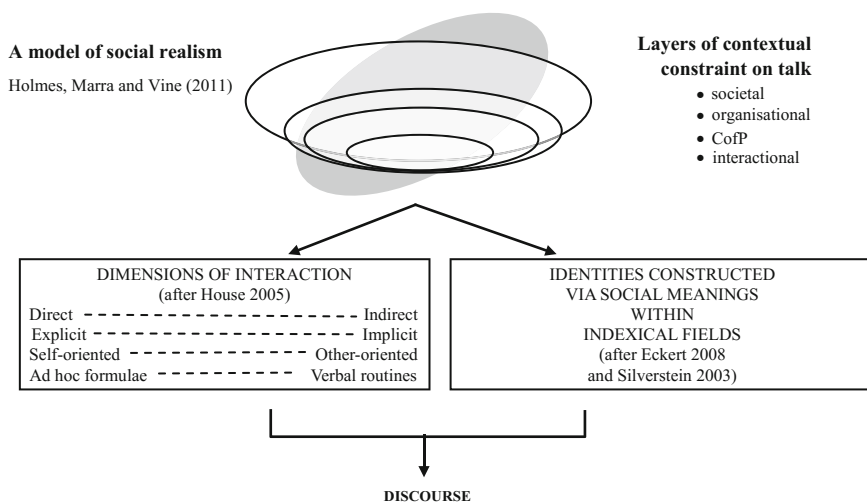 A model of social realism
Holmes, Marra and Vine (2011)
Layers of contextual
constraint on talk
• societal
• organisational
• CofP
• interactional
DIMENSIONS OF INTERACTION
(after House 2005)
Direct Indirect
Explicit Implicit
Self-oriented Other-oriented
Ad hoc formulae Verbal routines
IDENTITIES CONSTRUCTED
VIA SOCIAL MEANINGS
WITHIN
INDEXICAL FIELDS
(after Eckert 2008
and Silverstein 2003)
DISCOURSE